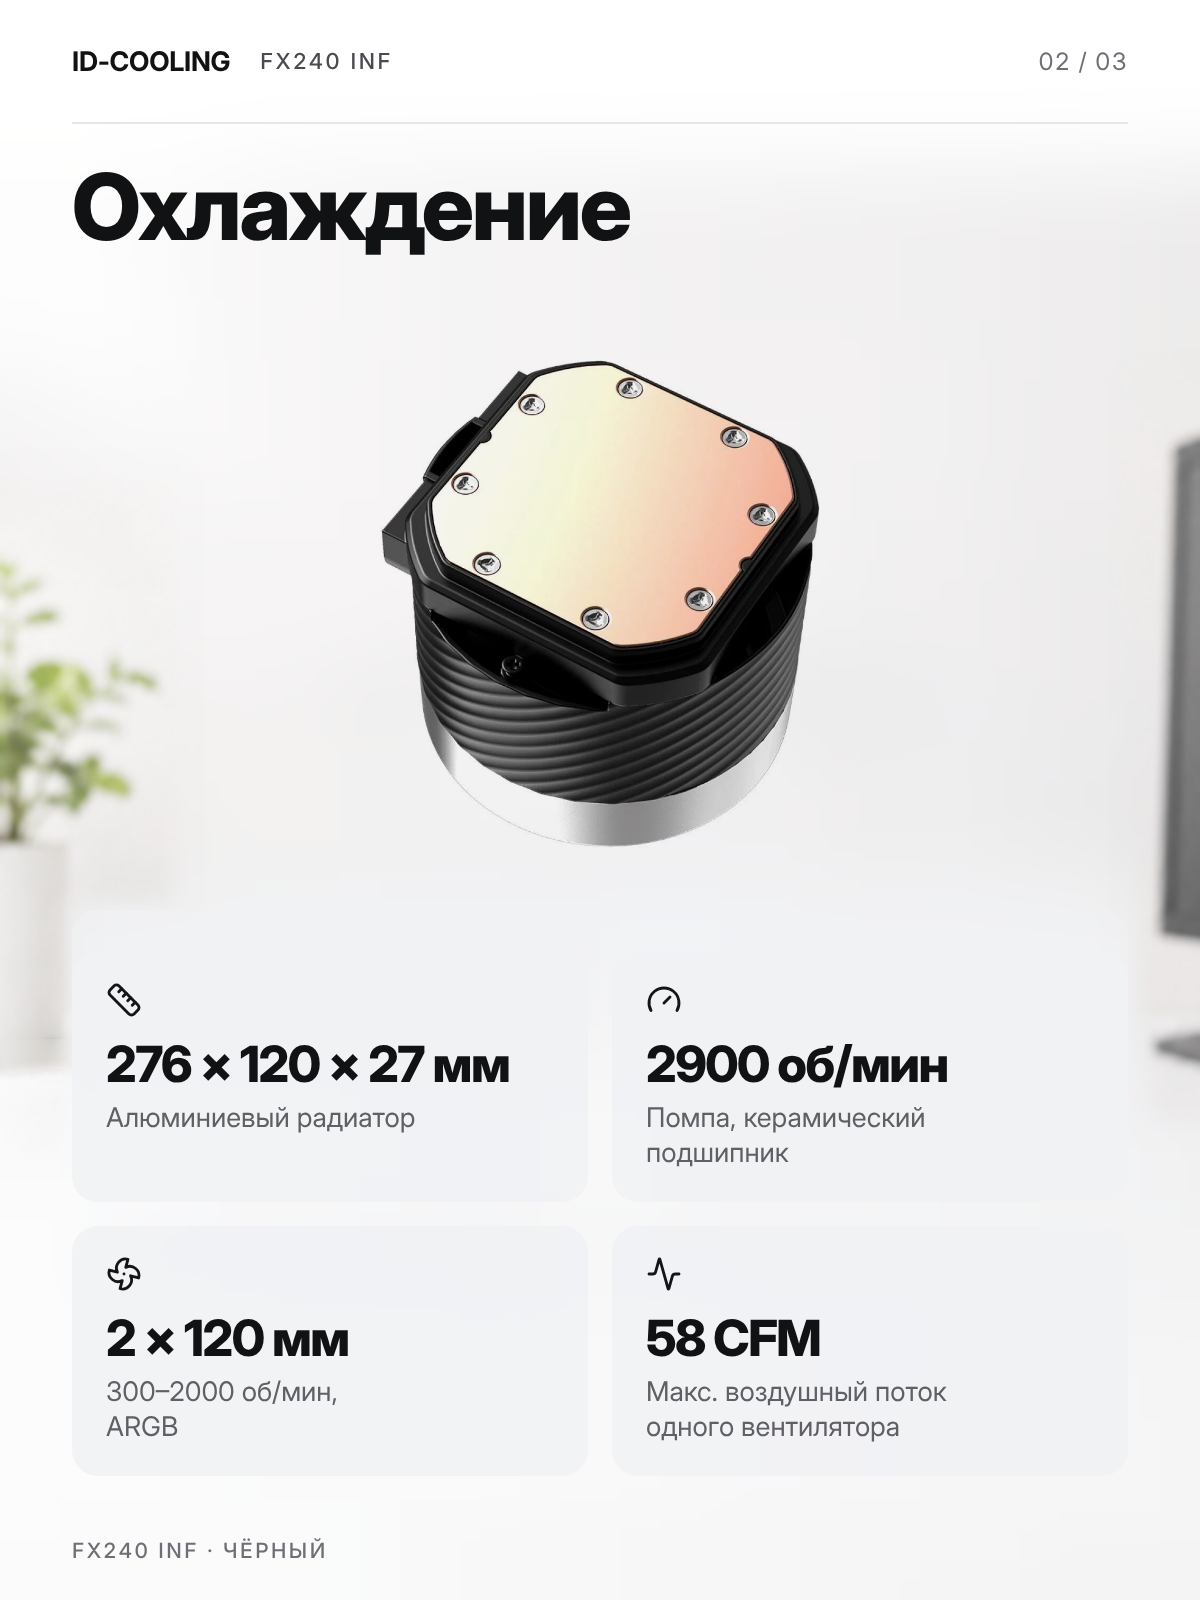 ID-COOLING FX240 INF 02 / 03
Охлаждение
276 × 120 × 27 мм
Алюминиевый радиатор
2900 об/мин
Помпа, керамический
подшипник
2 × 120 мм
300–2000 об/мин,
ARGB
58 CFM
Макс. воздушный поток
одного вентилятора
FX240 INF · ЧЁРНЫЙ